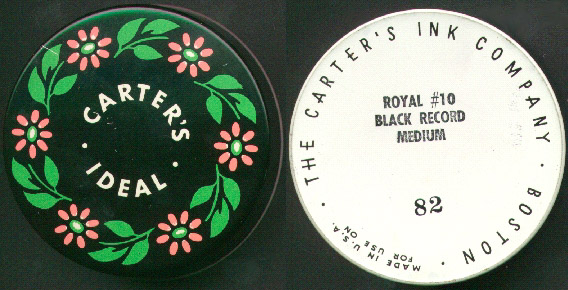 CARTER'S
· IDEAL ·
· THE CARTER'S INK COMPANY · BOSTON ·
ROYAL #10
BLACK RECORD
MEDIUM
82
MADE IN U.S.A.
FOR USE ON